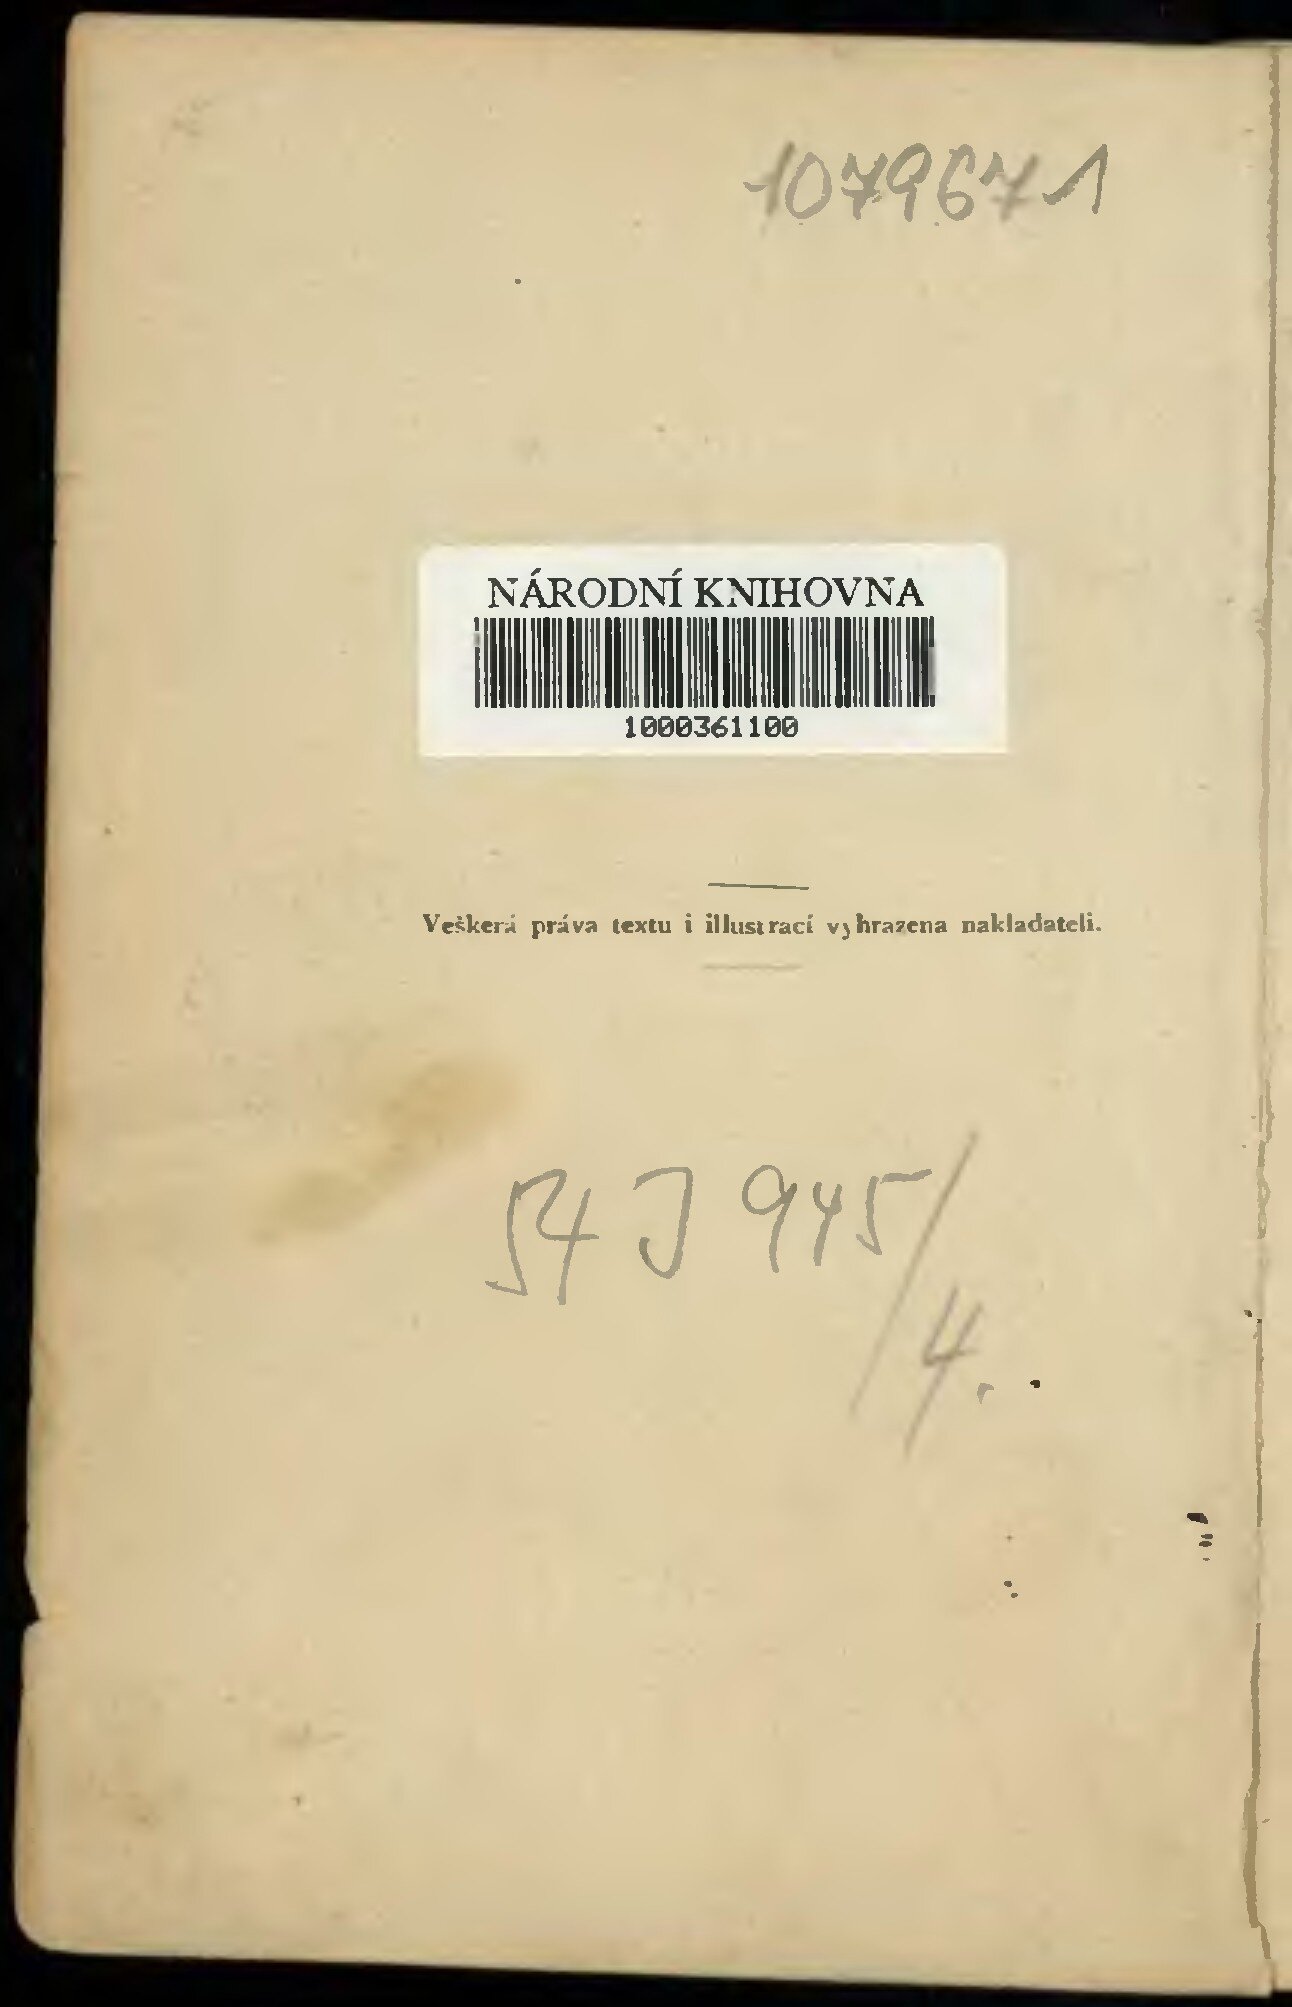 1079671
NÁRODNÍ KNIHOVNA
1000361100
Veškerá práva textu i illustrací vyhrazena nakladateli.
54 J 945/4.